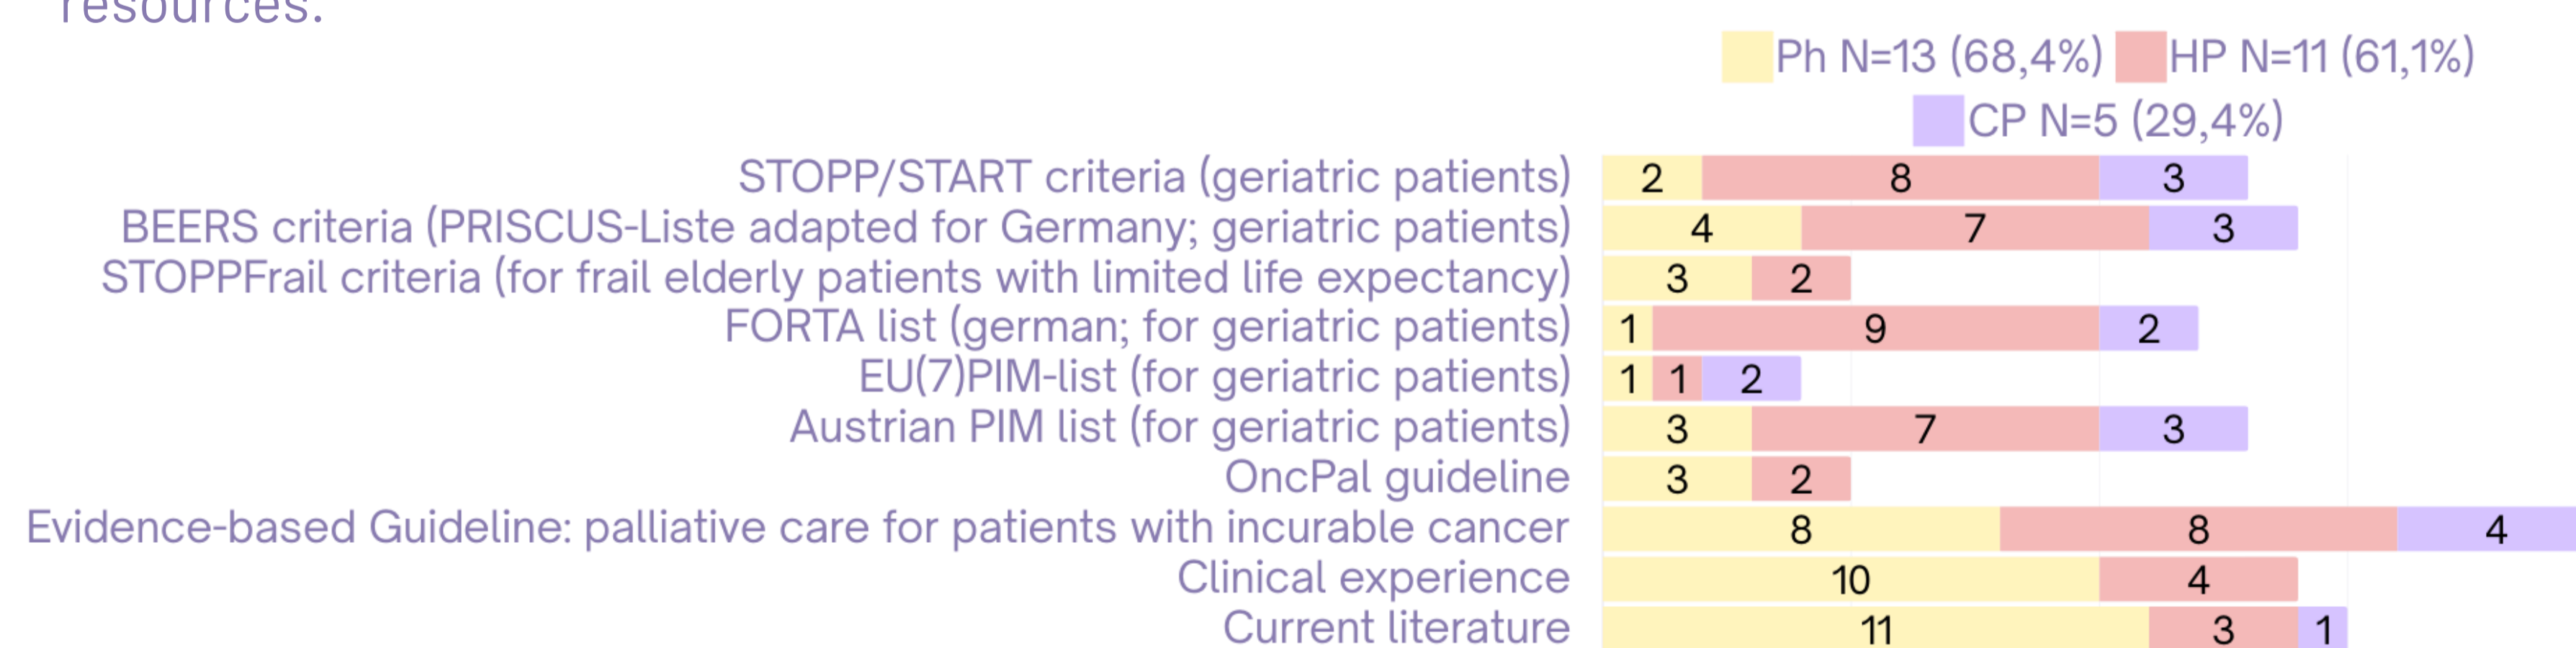 resources.
Ph N=13 (68,4%) HP N=11 (61,1%)
CP N=5 (29,4%)
STOPP/START criteria (geriatric patients) 2 8 3
BEERS criteria (PRISCUS-Liste adapted for Germany; geriatric patients) 4 7 3
STOPPFrail criteria (for frail elderly patients with limited life expectancy) 3 2
FORTA list (german; for geriatric patients) 1 9 2
EU(7)PIM-list (for geriatric patients) 1 1 2
Austrian PIM list (for geriatric patients) 3 7 3
OncPal guideline 3 2
Evidence-based Guideline: palliative care for patients with incurable cancer 8 8 4
Clinical experience 10 4
Current literature 11 3 1